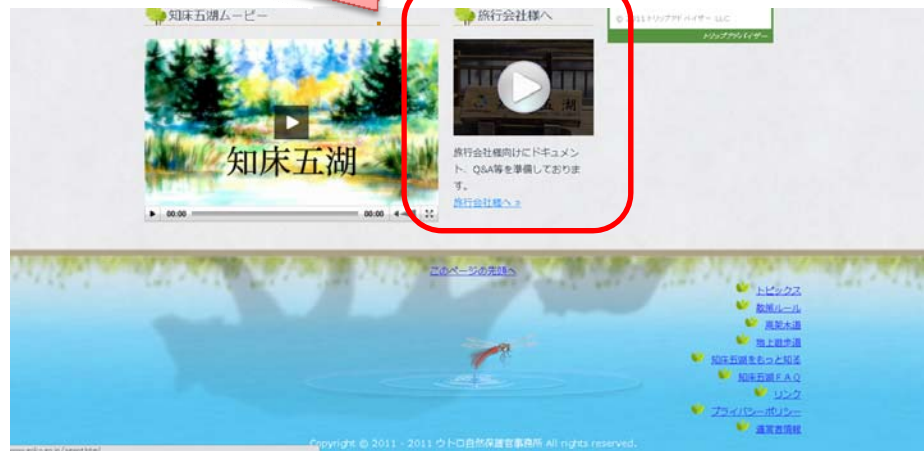 知床五湖ムービー
旅行会社様へ
© 2011 トリップアドバイザー LLC
トリップアドバイザー
知床五湖
00:00
00:00
旅行会社様向けにドキュメン
ト、Q&A等を準備しておりま
す。
旅行会社様へ »
このページの先頭へ
トピックス
散策ルール
高架木道
地上遊歩道
知床五湖をもっと知る
知床五湖FAQ
リンク
プライバシーポリシー
運営者情報
Copyright © 2011 - 2011 ウトロ自然保護官事務所 All rights reserved.